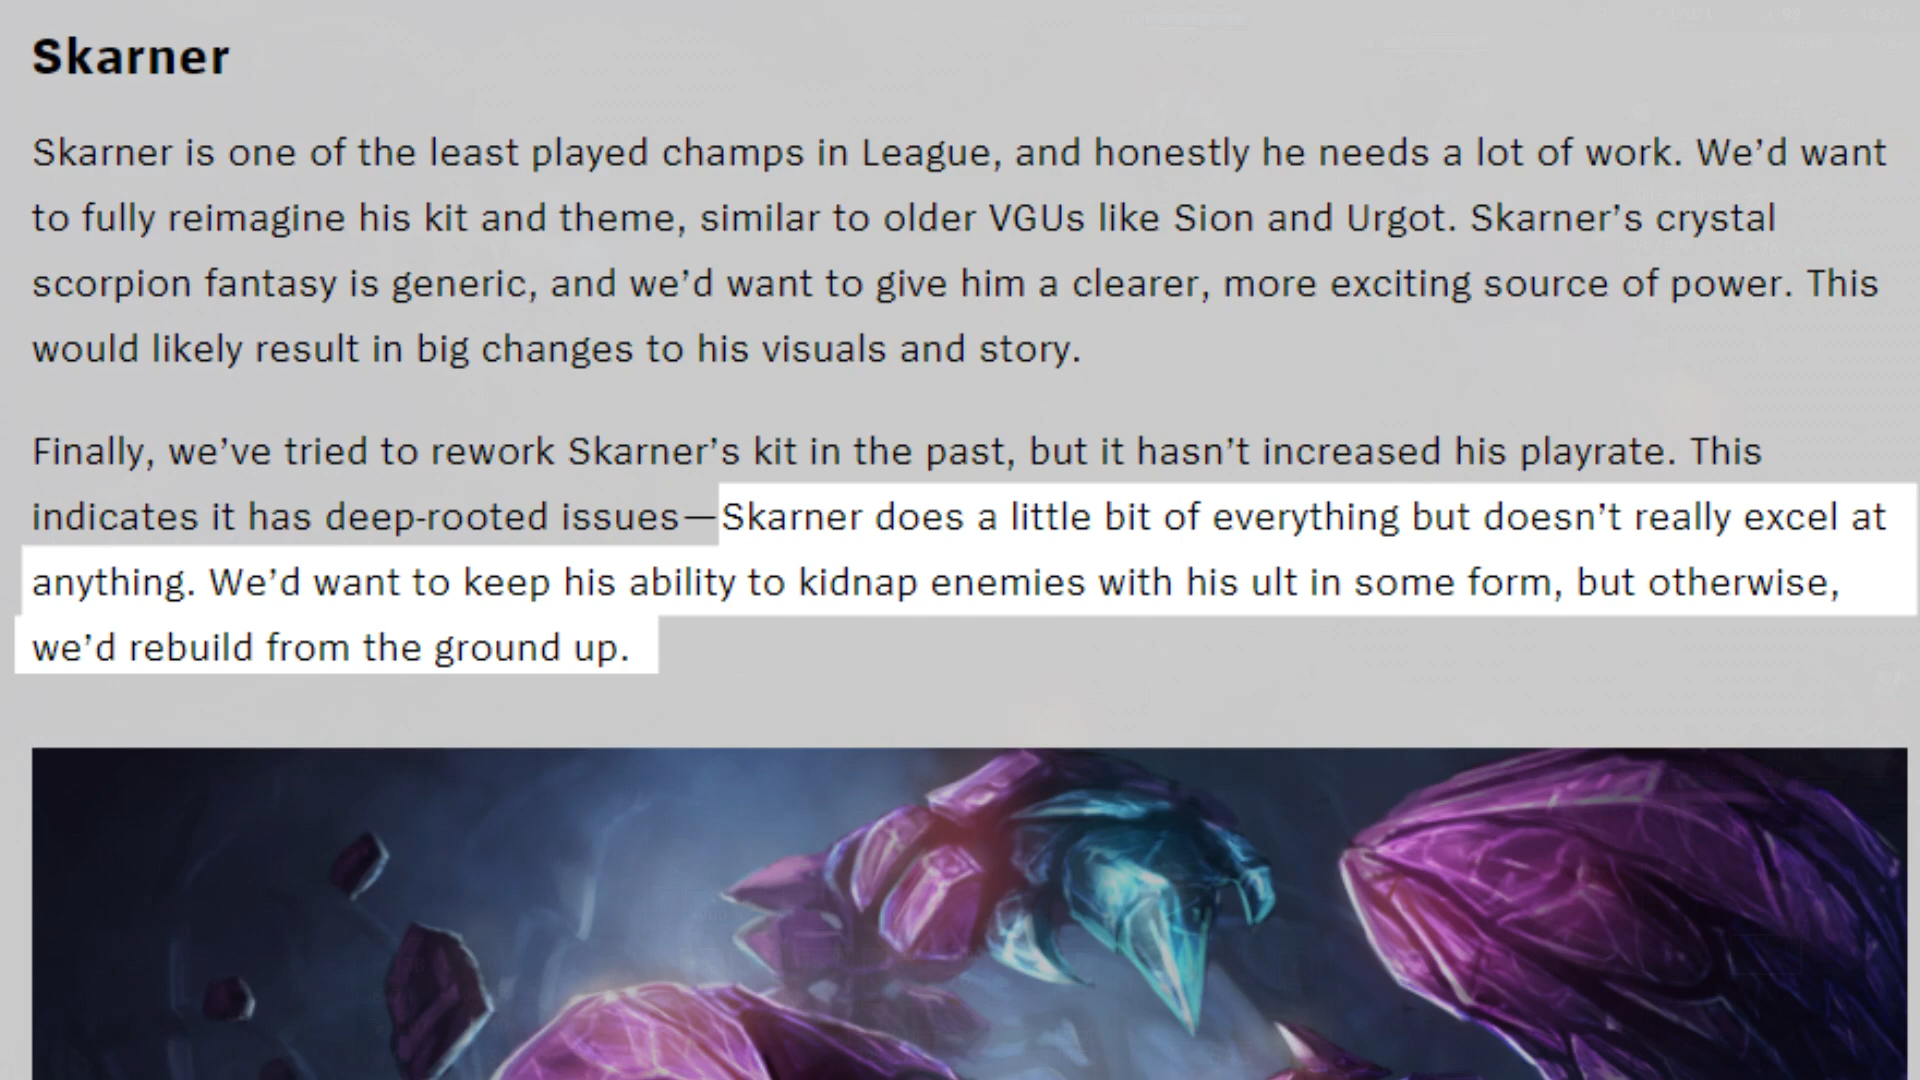 Skarner
Skarner is one of the least played champs in League, and honestly he needs a lot of work. We’d want
to fully reimagine his kit and theme, similar to older VGUs like Sion and Urgot. Skarner’s crystal
scorpion fantasy is generic, and we’d want to give him a clearer, more exciting source of power. This
would likely result in big changes to his visuals and story.
Finally, we’ve tried to rework Skarner’s kit in the past, but it hasn’t increased his playrate. This
indicates it has deep-rooted issues—Skarner does a little bit of everything but doesn’t really excel at
anything. We’d want to keep his ability to kidnap enemies with his ult in some form, but otherwise,
we’d rebuild from the ground up.